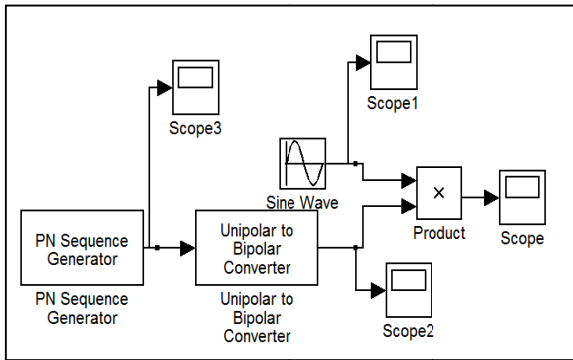 Scope1
Scope3
Sine Wave
×
Product
Scope
PN Sequence
Generator
PN Sequence
Generator
Unipolar to
Bipolar
Converter
Unipolar to
Bipolar
Converter
Scope2